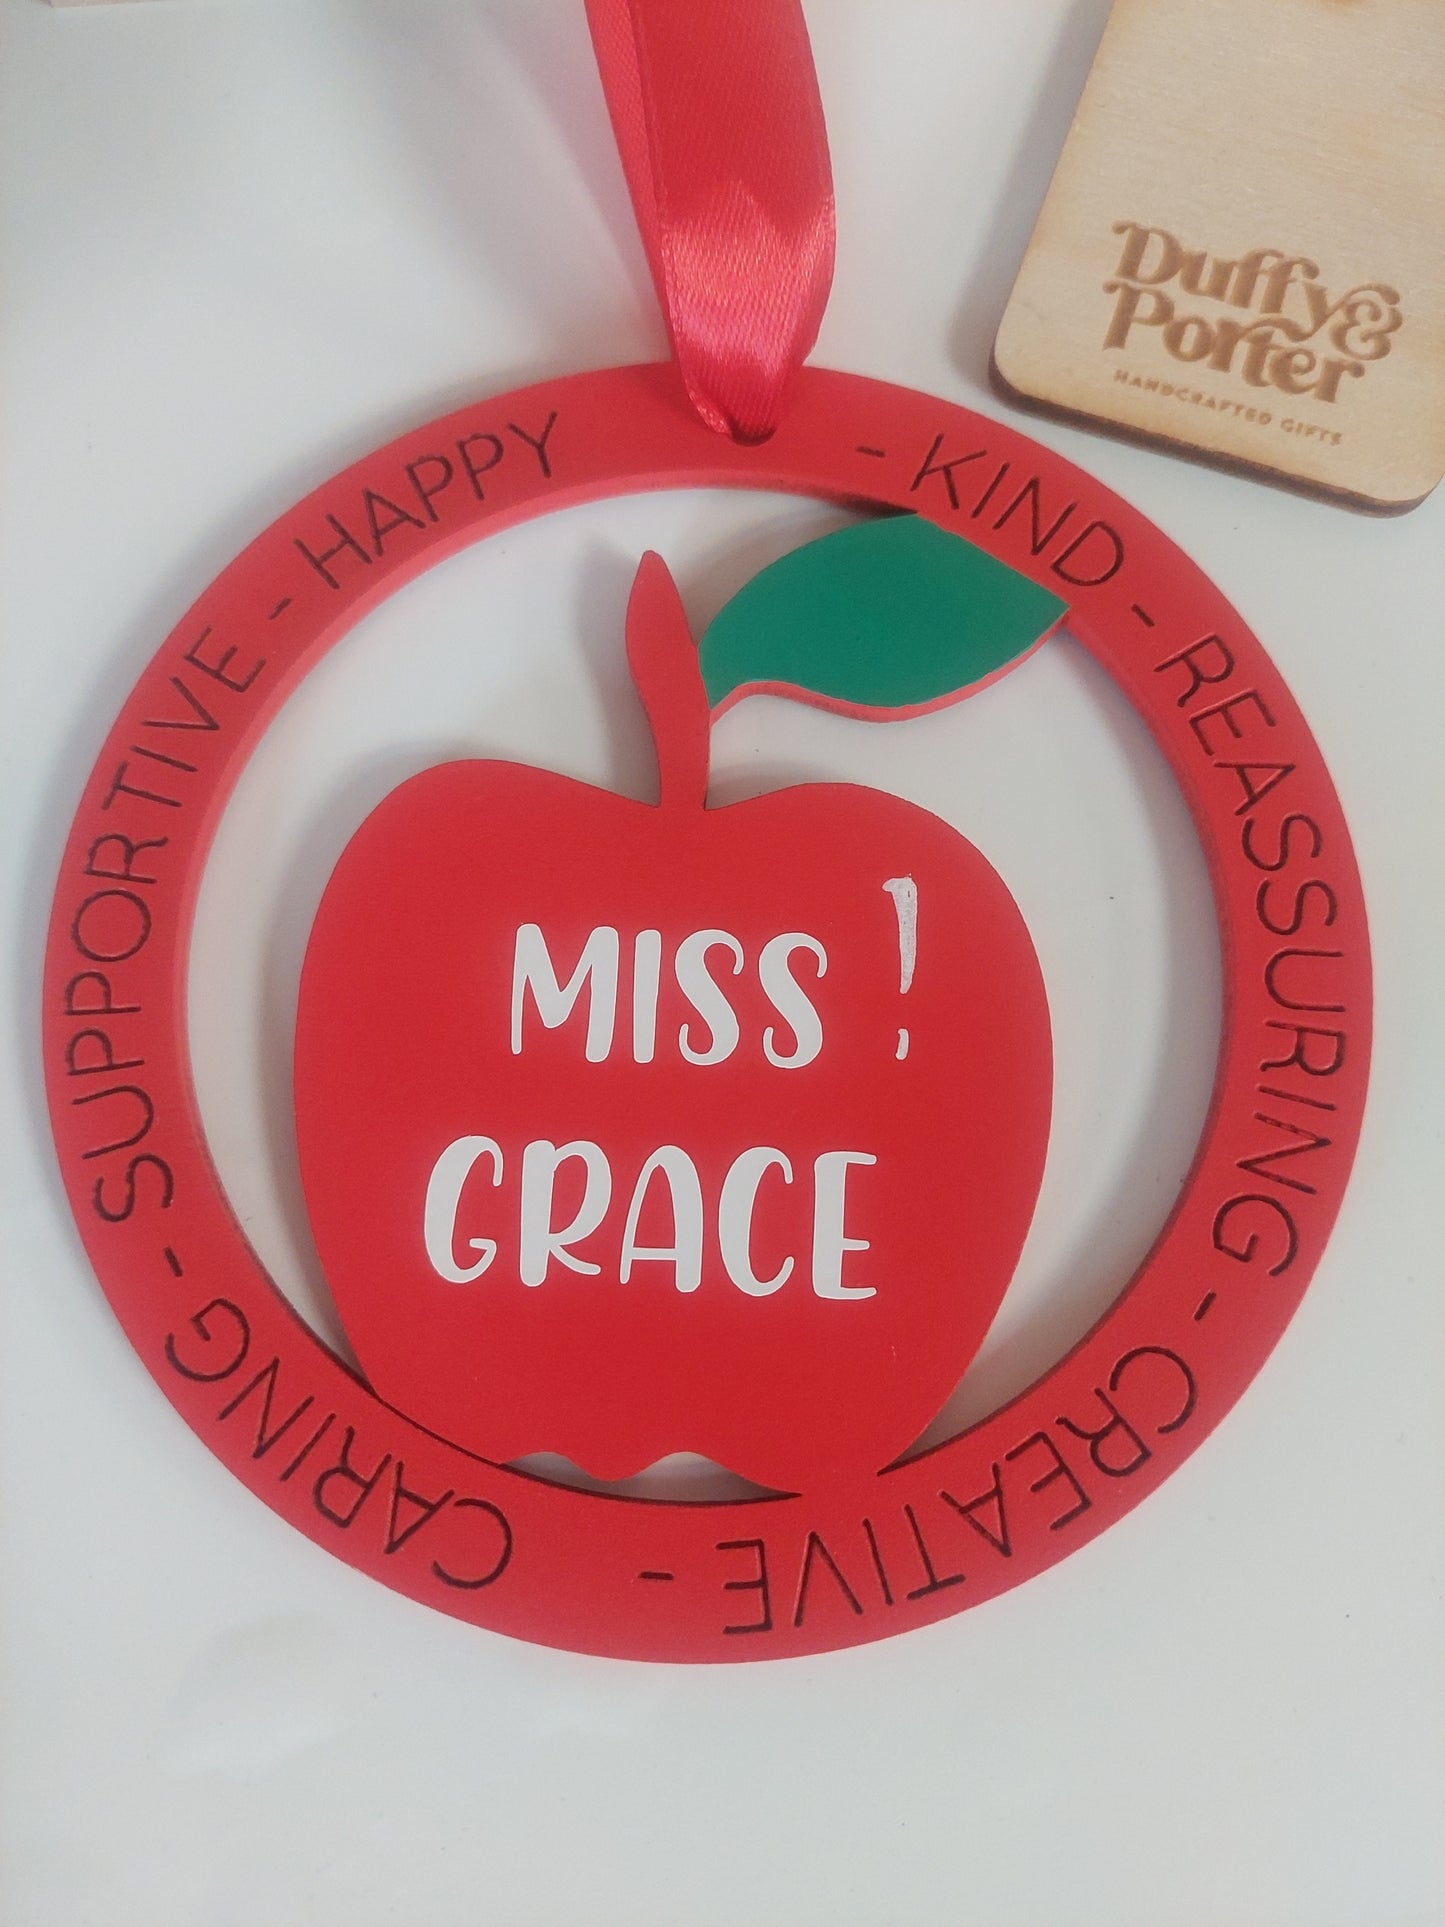 - KIND - REASSURING - CREATIVE - CARING - SUPPORTIVE - HAPPY
MISS !
GRACE
Duffy &
Porter
HANDCRAFTED GIFTS